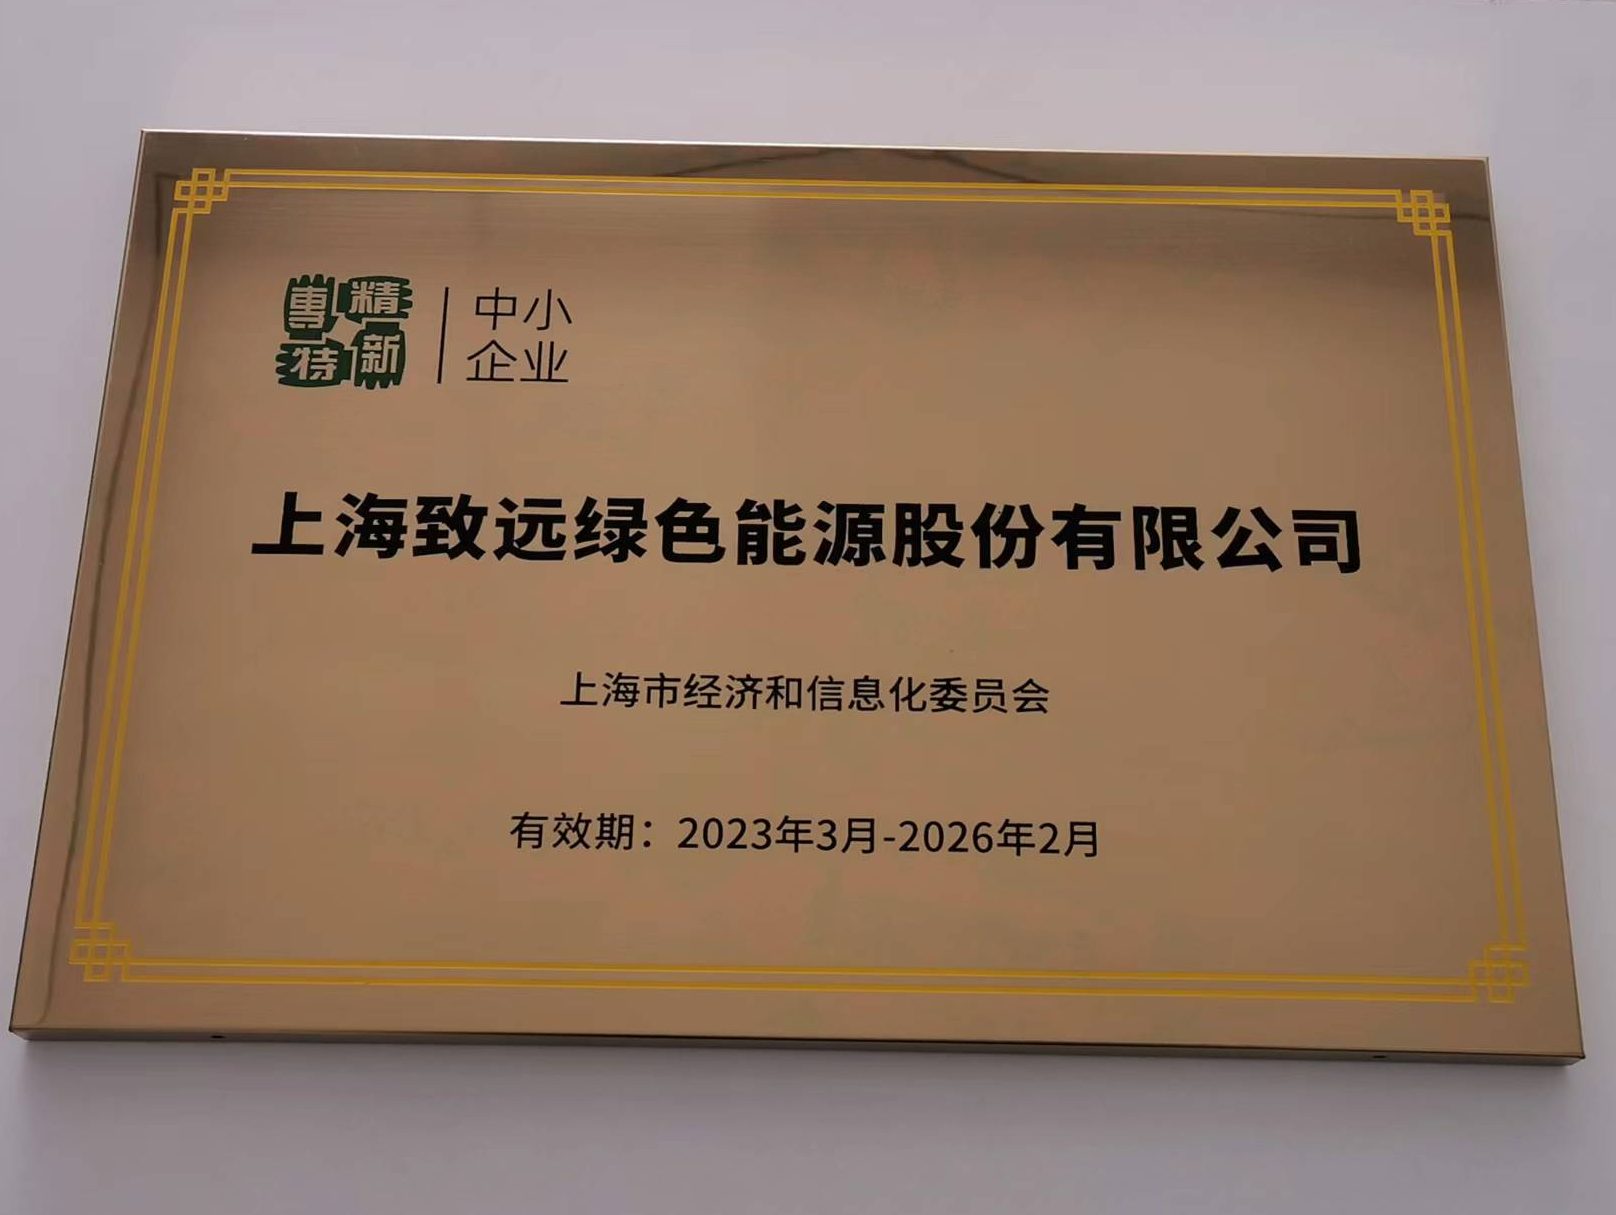 專精
特新
中小
企业
上海致远绿色能源股份有限公司
上海市经济和信息化委员会
有效期：2023年3月-2026年2月